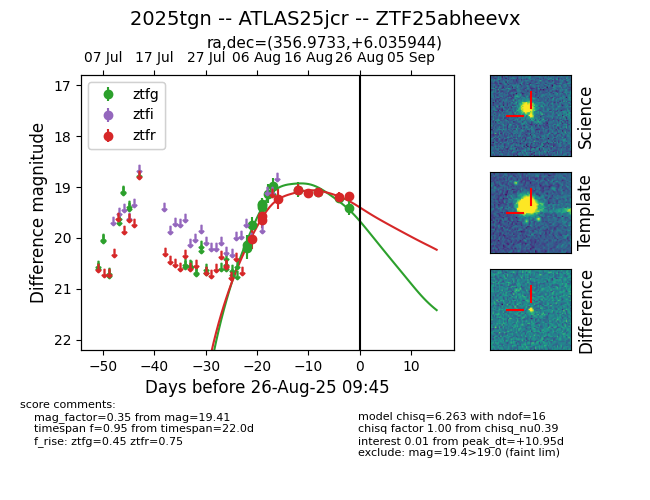 2025tgn -- ATLAS25jcr -- ZTF25abheevx
ra,dec=(356.9733,+6.035944)
07 Jul 17 Jul 27 Jul 06 Aug 16 Aug 26 Aug 05 Sep
ztfg
ztfi
ztfr
17
18
19
20
21
22
Difference magnitude
−50 −40 −30 −20 −10 0 10
Days before 26-Aug-25 09:45
Science
Template
Difference
score comments:
mag_factor=0.35 from mag=19.41
timespan f=0.95 from timespan=22.0d
f_rise: ztfg=0.45 ztfr=0.75
model chisq=6.263 with ndof=16
chisq factor 1.00 from chisq_nu0.39
interest 0.01 from peak_dt=+10.95d
exclude: mag=19.4>19.0 (faint lim)